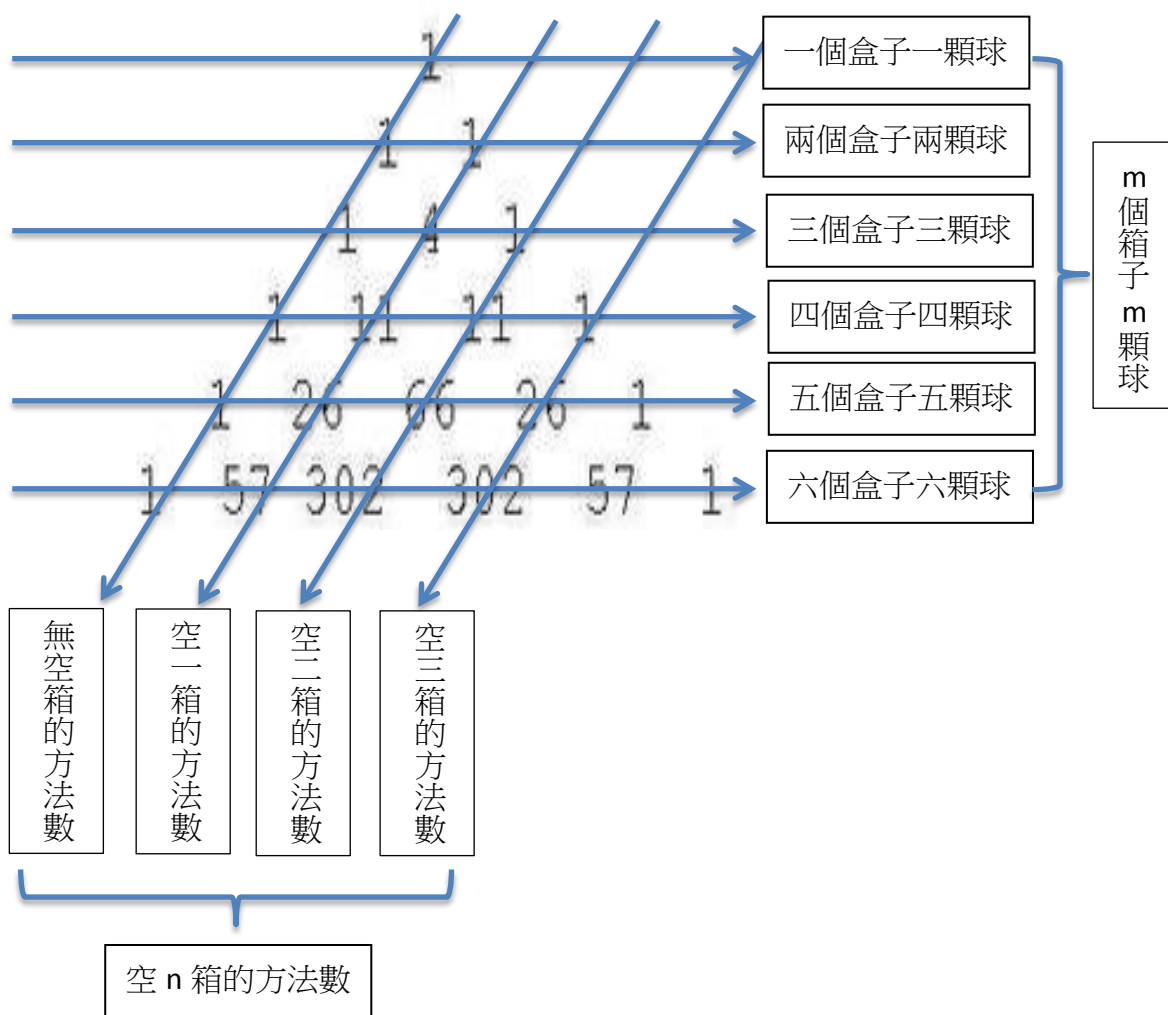 1
一個盒子一顆球
1 1
兩個盒子兩顆球
1 4 1
三個盒子三顆球
1 11 11 1
四個盒子四顆球
1 26 66 26 1
五個盒子五顆球
1 57 302 302 57 1
六個盒子六顆球
m個箱子m顆球
無空箱的方法數
空一箱的方法數
空二箱的方法數
空三箱的方法數
空 n 箱的方法數